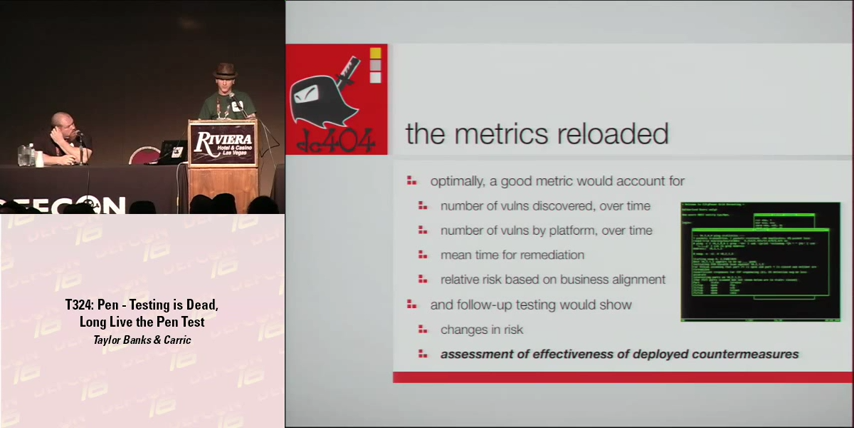 RIVIERA
Hotel & Casino
Las Vegas
DEFCON
T324: Pen - Testing is Dead,
Long Live the Pen Test
Taylor Banks & Carric
dc404
the metrics reloaded
optimally, a good metric would account for
number of vulns discovered, over time
number of vulns by platform, over time
mean time for remediation
relative risk based on business alignment
and follow-up testing would show
changes in risk
assessment of effectiveness of deployed countermeasures